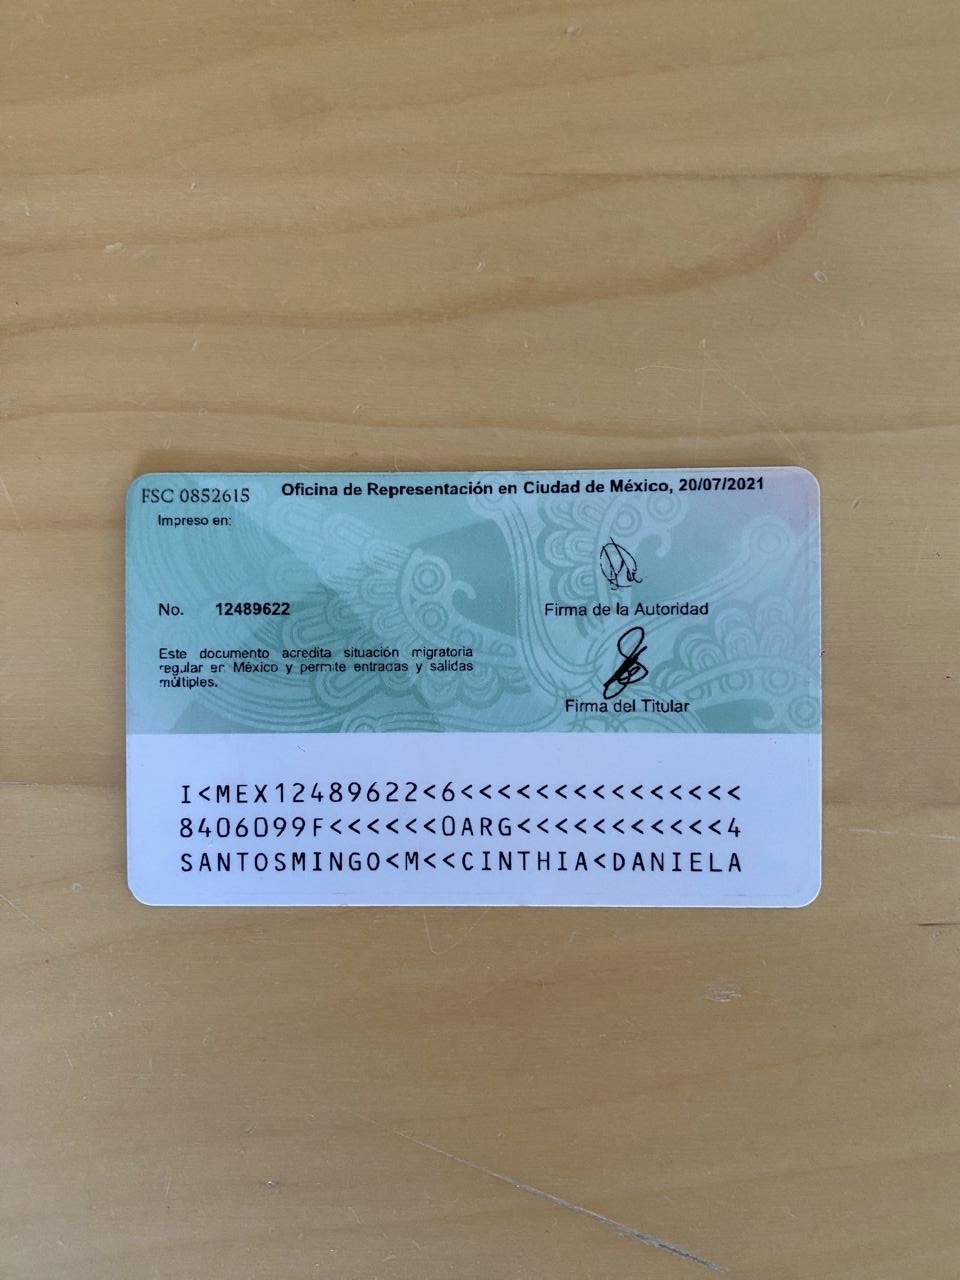 FSC 0852615
Oficina de Representación en Ciudad de México, 20/07/2021
Impreso en:
No. 12489622
Firma de la Autoridad
Este documento acredita situación migratoria
regular en México y permite entradas y salidas
múltiples.
Firma del Titular
I<MEX12489622<6<<<<<<<<<<<<<<<
8406099F<<<<<<0ARG<<<<<<<<<<<4
SANTOSMINGO<M<<CINTHIA<DANIELA